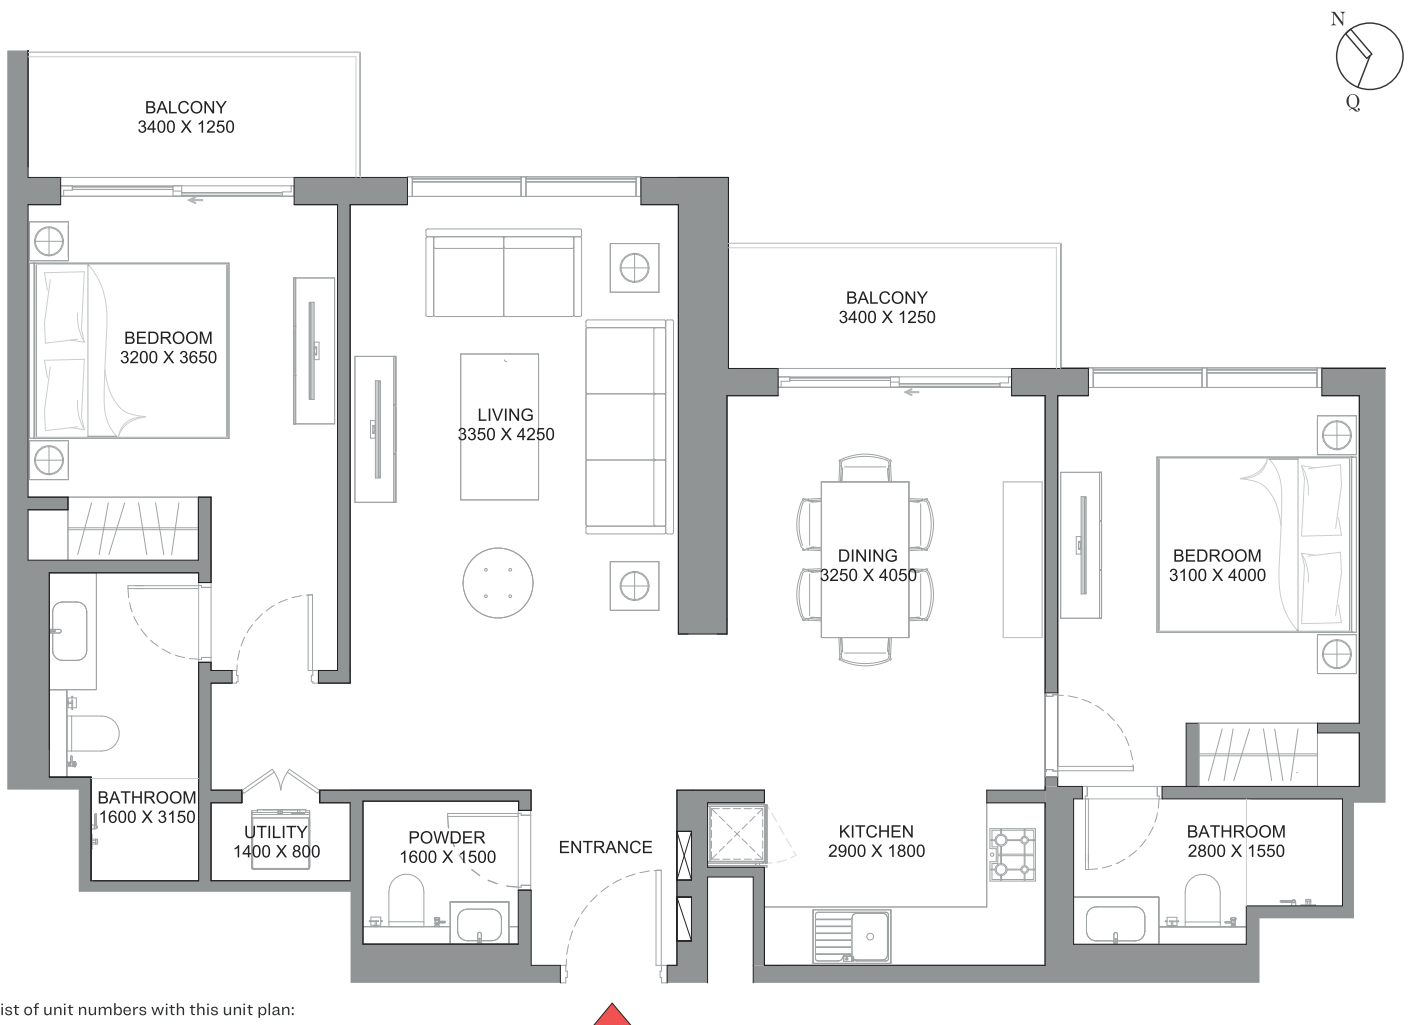 N
Q
BALCONY
3400 X 1250
BALCONY
3400 X 1250
BEDROOM
3200 X 3650
LIVING
3350 X 4250
DINING
3250 X 4050
BEDROOM
3100 X 4000
BATHROOM
1600 X 3150
UTILITY
1400 X 800
POWDER
1600 X 1500
ENTRANCE
KITCHEN
2900 X 1800
BATHROOM
2800 X 1550
ist of unit numbers with this unit plan: